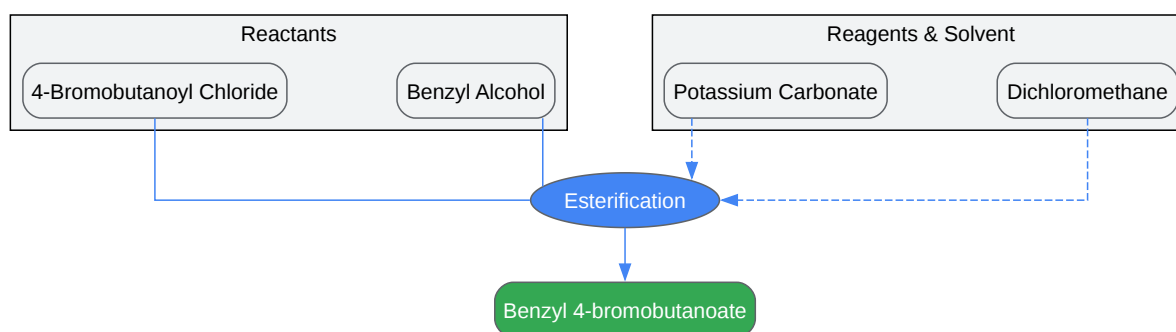 Reactants
Reagents & Solvent
4-Bromobutanoyl Chloride
Benzyl Alcohol
Potassium Carbonate
Dichloromethane
Esterification
Benzyl 4-bromobutanoate